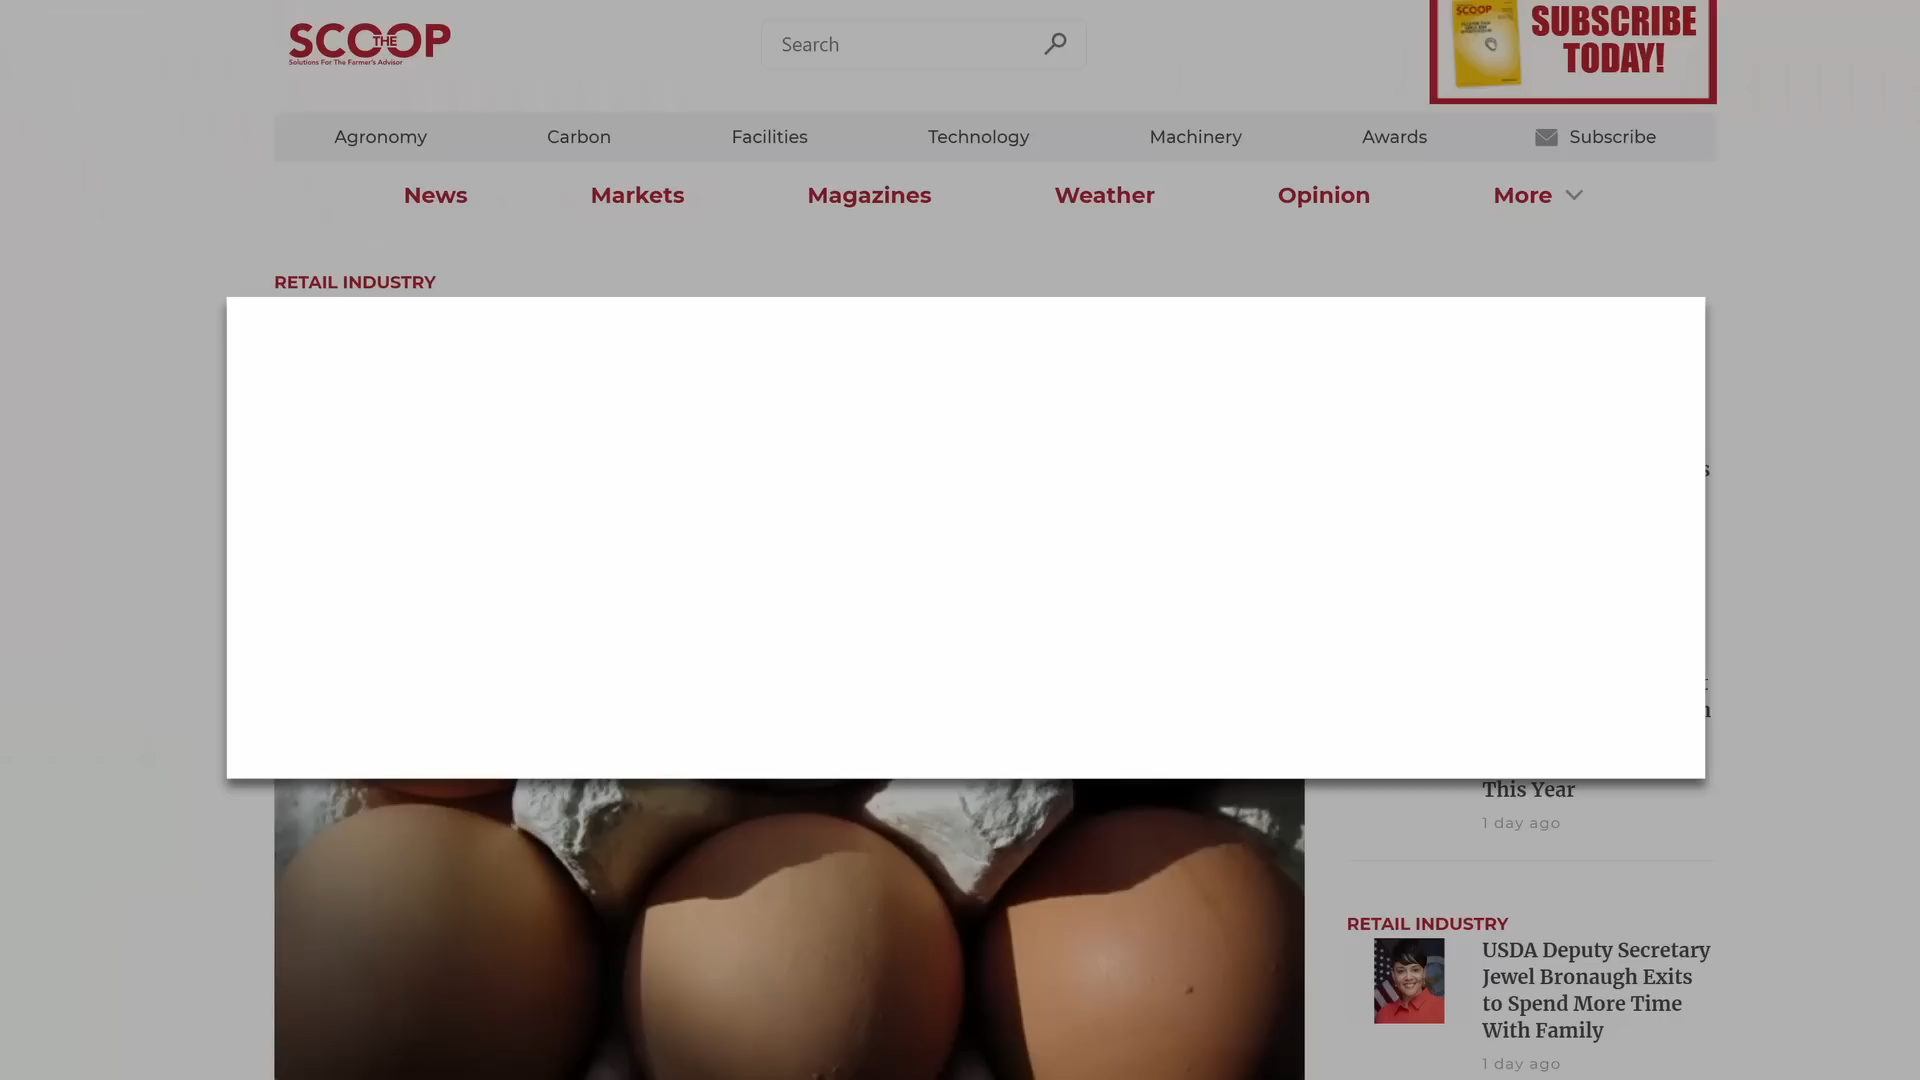 THE SCOOP
Solutions For The Farmer's Advisor
Search
SCOOP
SUBSCRIBE
TODAY!
Agronomy
Carbon
Facilities
Technology
Machinery
Awards
Subscribe
News
Markets
Magazines
Weather
Opinion
More
RETAIL INDUSTRY
This Year
1 day ago
RETAIL INDUSTRY
USDA Deputy Secretary
Jewel Bronaugh Exits
to Spend More Time
With Family
1 day ago